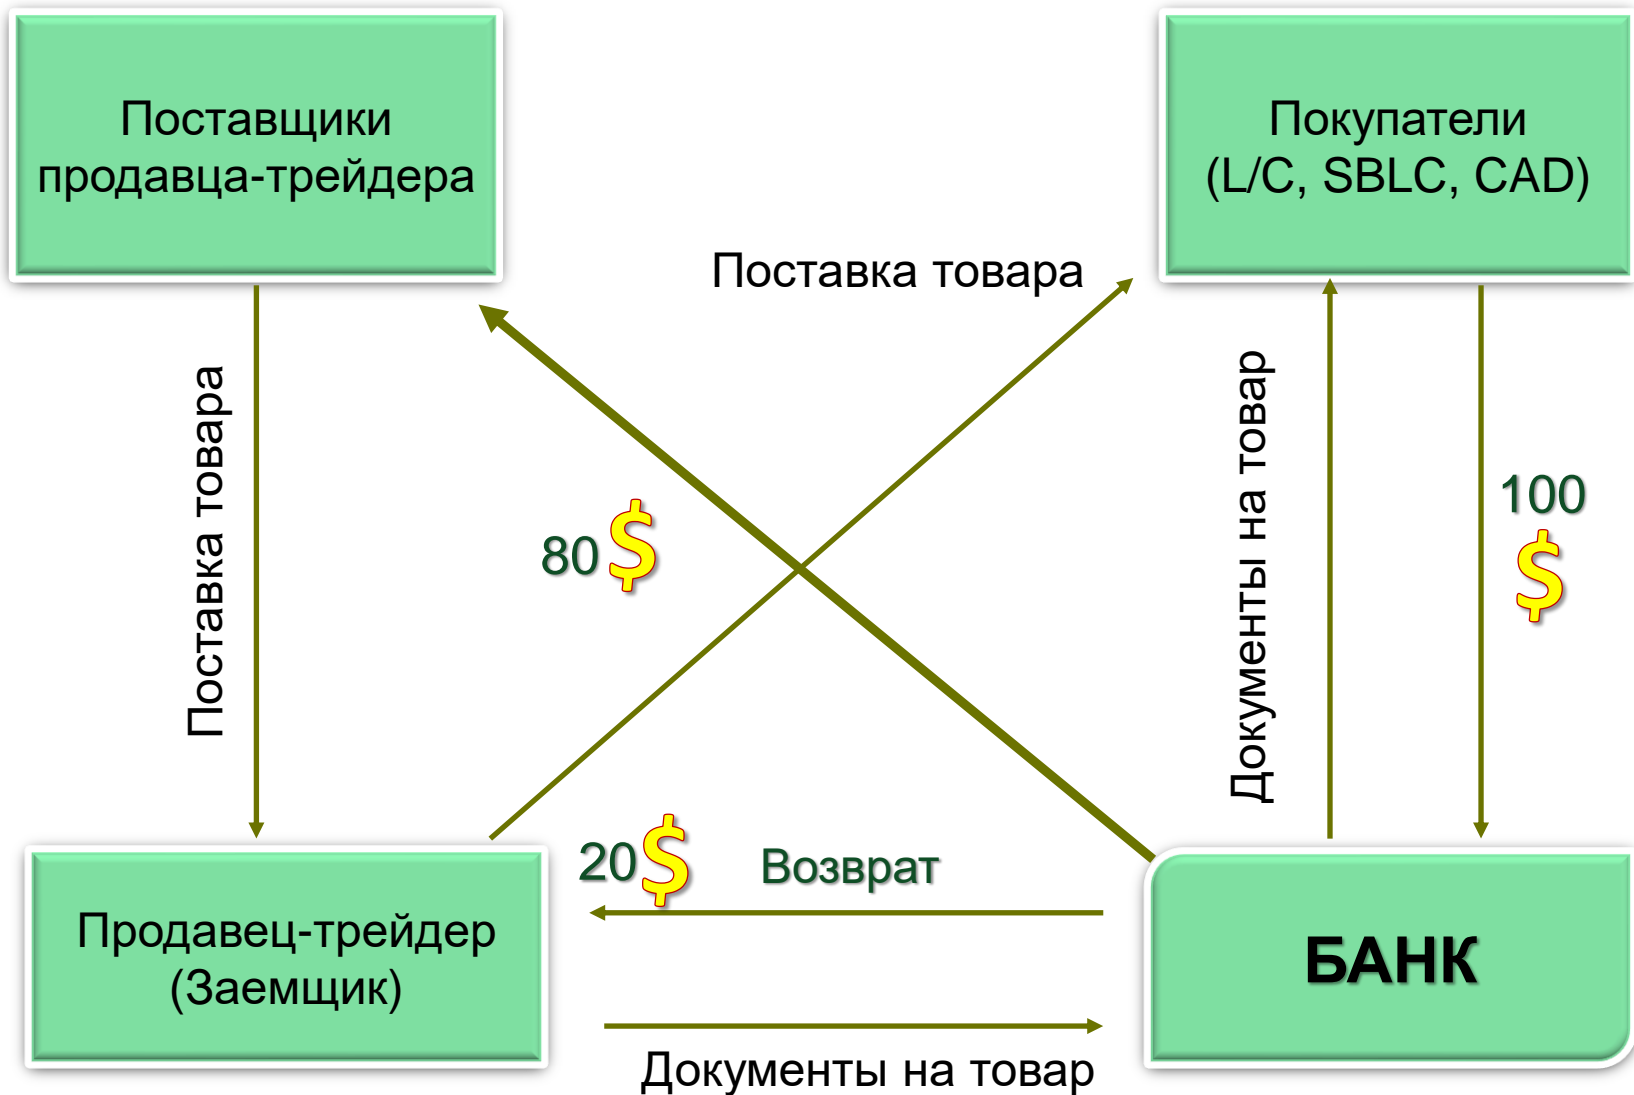 Поставщики
продавца-трейдера
Покупатели
(L/C, SBLC, CAD)
Поставка товара
Поставка товара
Документы на товар
100
$
80 $
20 $ Возврат
Продавец-трейдер
(Заемщик)
БАНК
Документы на товар